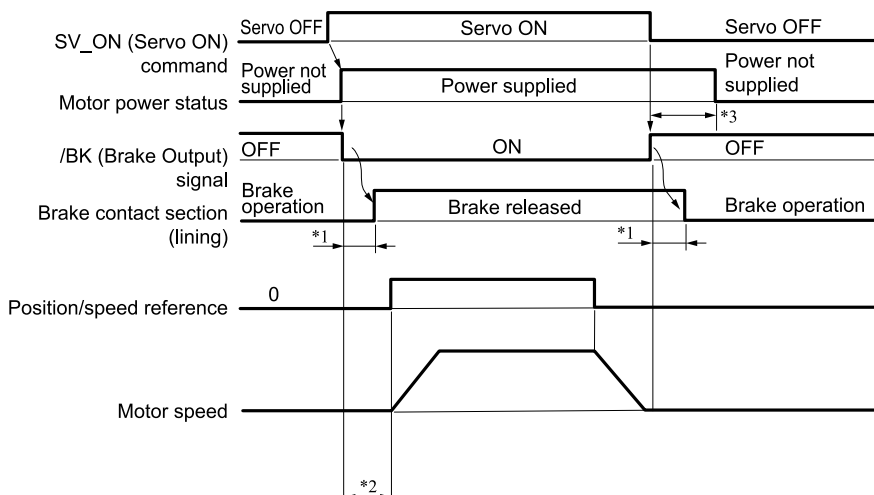 Servo OFF
Servo ON
Servo OFF
SV_ON (Servo ON)
command
Power not
supplied
Power supplied
Power not
supplied
Motor power status
*3
/BK (Brake Output)
signal
OFF
ON
OFF
Brake
operation
Brake released
Brake operation
Brake contact section
(lining)
*1
*1
Position/speed reference
0
Motor speed
*2